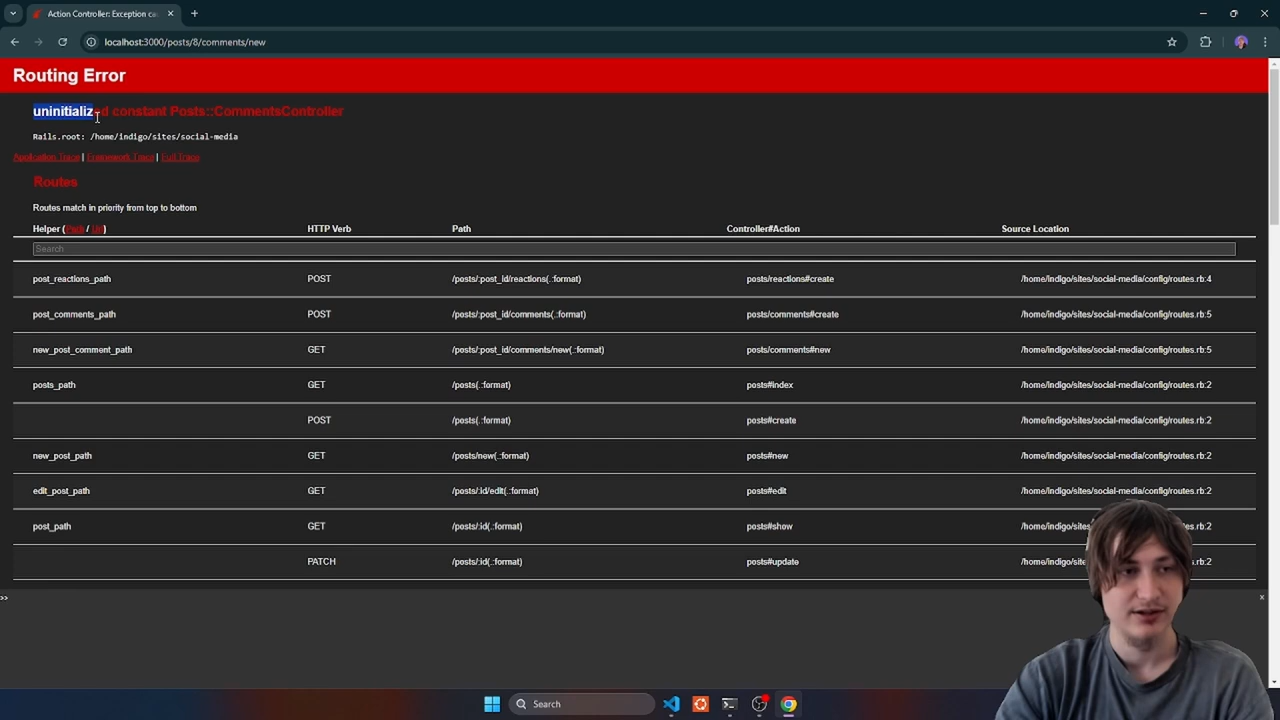 Action Controller: Exception ca
localhost:3000/posts/8/comments/new
Routing Error
uninitialized constant Posts::CommentsController
Rails.root: /home/indigo/sites/social-media
Application Trace | Framework Trace | Full Trace
Routes
Routes match in priority from top to bottom
Helper (Path / Url) HTTP Verb Path Controller#Action Source Location
Search
post_reactions_path POST /posts/:post_id/reactions(.:format) posts/reactions#create /home/indigo/sites/social-media/config/routes.rb:4
post_comments_path POST /posts/:post_id/comments(.:format) posts/comments#create /home/indigo/sites/social-media/config/routes.rb:5
new_post_comment_path GET /posts/:post_id/comments/new(.:format) posts/comments#new /home/indigo/sites/social-media/config/routes.rb:5
posts_path GET /posts(.:format) posts#index /home/indigo/sites/social-media/config/routes.rb:2
POST /posts(.:format) posts#create /home/indigo/sites/social-media/config/routes.rb:2
new_post_path GET /posts/new(.:format) posts#new /home/indigo/sites/social-media/config/routes.rb:2
edit_post_path GET /posts/:id/edit(.:format) posts#edit /home/indigo/sites/social-media/config/routes.rb:2
post_path GET /posts/:id(.:format) posts#show /home/indigo/sites es.rb:2
PATCH /posts/:id(.:format) posts#update /home/indigo/sites es.rb:2
>> x
Search